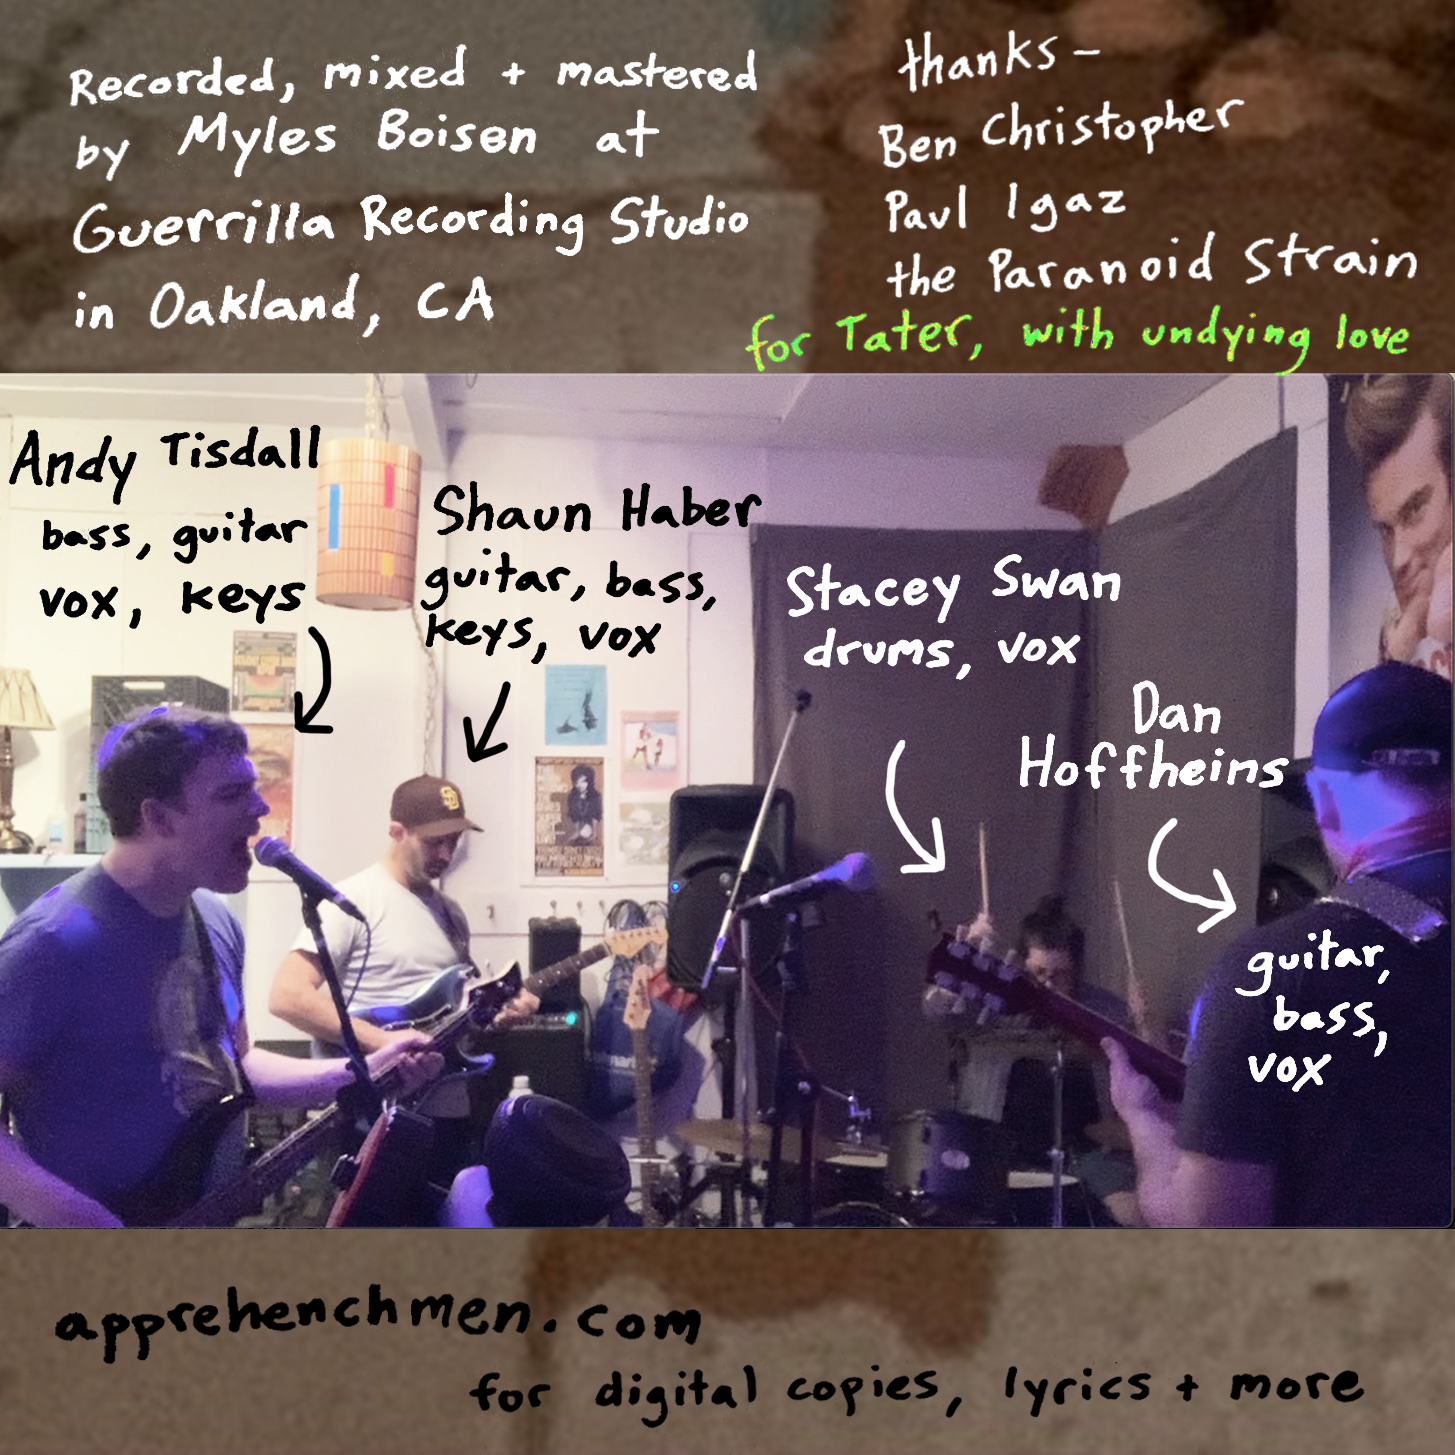 Recorded, mixed + mastered
by Myles Boisen at
Guerrilla Recording Studio
in Oakland, CA
thanks –
Ben Christopher
Paul Igaz
the Paranoid Strain
for Tater, with undying love
Andy Tisdall
bass, guitar
vox, keys
Shaun Haber
guitar, bass,
keys, vox
Stacey Swan
drums, vox
Dan
Hoffheins
guitar,
bass,
vox
SD
apprehenchmen.com
for digital copies, lyrics + more